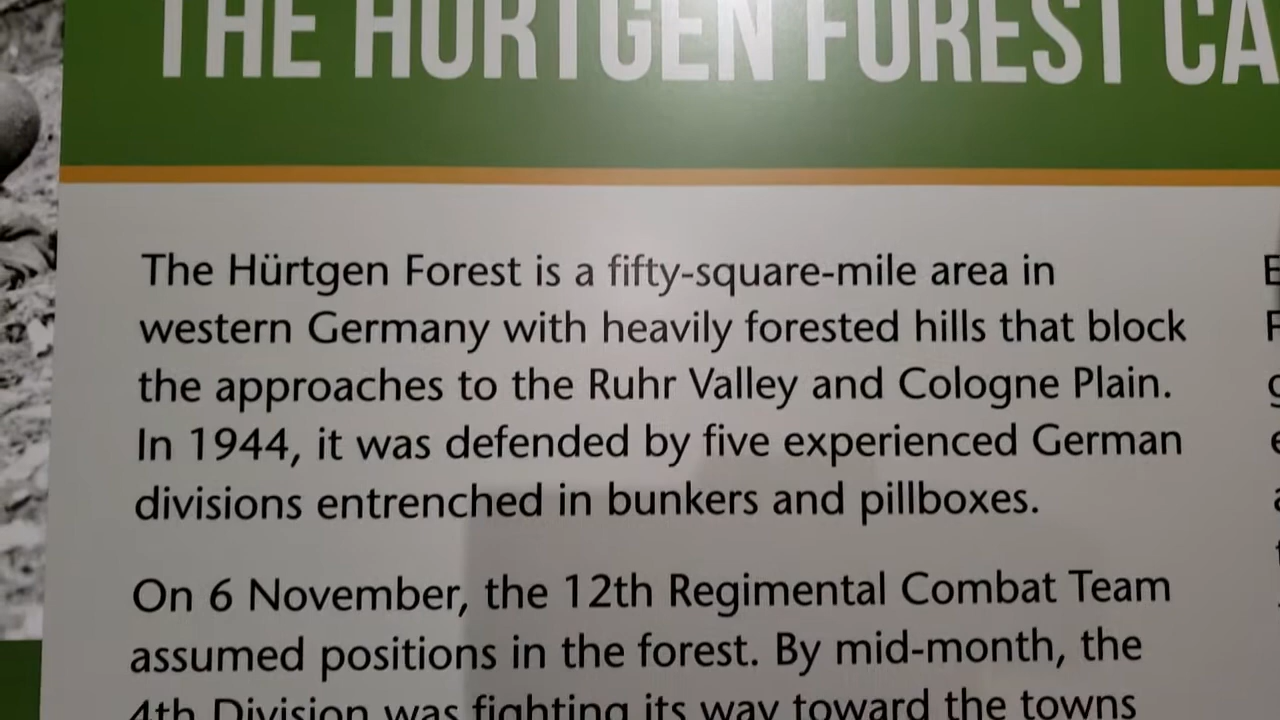 THE HÜRTGEN FOREST CA
The Hürtgen Forest is a fifty-square-mile area in
western Germany with heavily forested hills that block
the approaches to the Ruhr Valley and Cologne Plain.
In 1944, it was defended by five experienced German
divisions entrenched in bunkers and pillboxes.
On 6 November, the 12th Regimental Combat Team
assumed positions in the forest. By mid-month, the
4th Division was fighting its way toward the towns